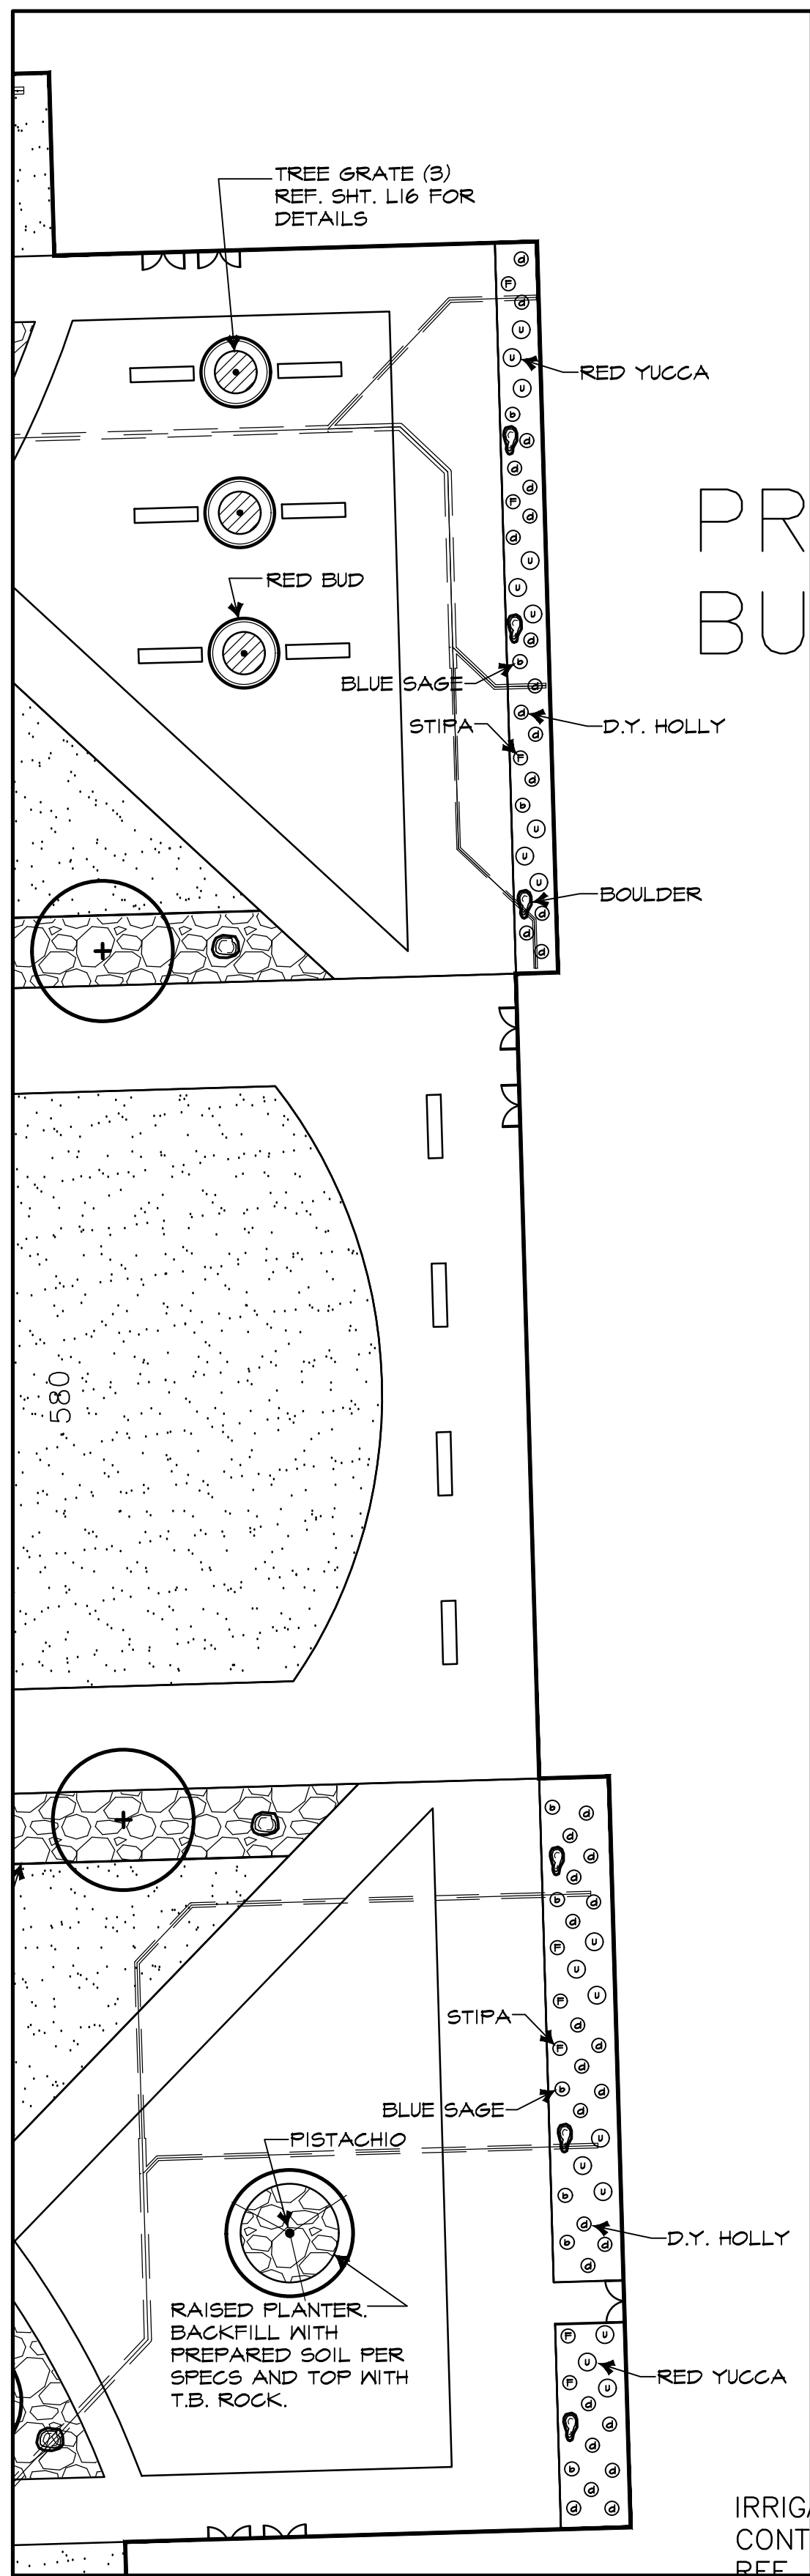 TREE GRATE (3)
REF. SHT. L16 FOR
DETAILS
RED YUCCA
PR
BU
RED BUD
BLUE SAGE
STIPA
D.Y. HOLLY
BOULDER
580
STIPA
BLUE SAGE
PISTACHIO
D.Y. HOLLY
RAISED PLANTER.
BACKFILL WITH
PREPARED SOIL PER
SPECS AND TOP WITH
T.B. ROCK.
RED YUCCA
IRRIGA
CONT
REF.